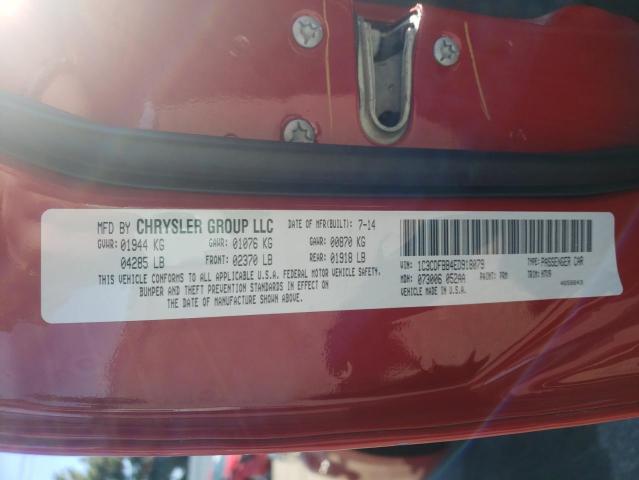 MFD BY CHRYSLER GROUP LLC DATE OF MFR(BUILT): 7-14
GVWR: 01944 KG GAWR: 01076 KG GAWR: 00870 KG
04285 LB FRONT: 02370 LB REAR: 01918 LB
THIS VEHICLE CONFORMS TO ALL APPLICABLE U.S.A. FEDERAL MOTOR VEHICLE SAFETY,
BUMPER AND THEFT PREVENTION STANDARDS IN EFFECT ON
THE DATE OF MANUFACTURE SHOWN ABOVE.
VIN: 1C3CDFBB4ED918079 TYPE: PASSENGER CAR
MDH: 073006 052AA PAINT: PRM TRIM:
VEHICLE MADE IN U.S.A.